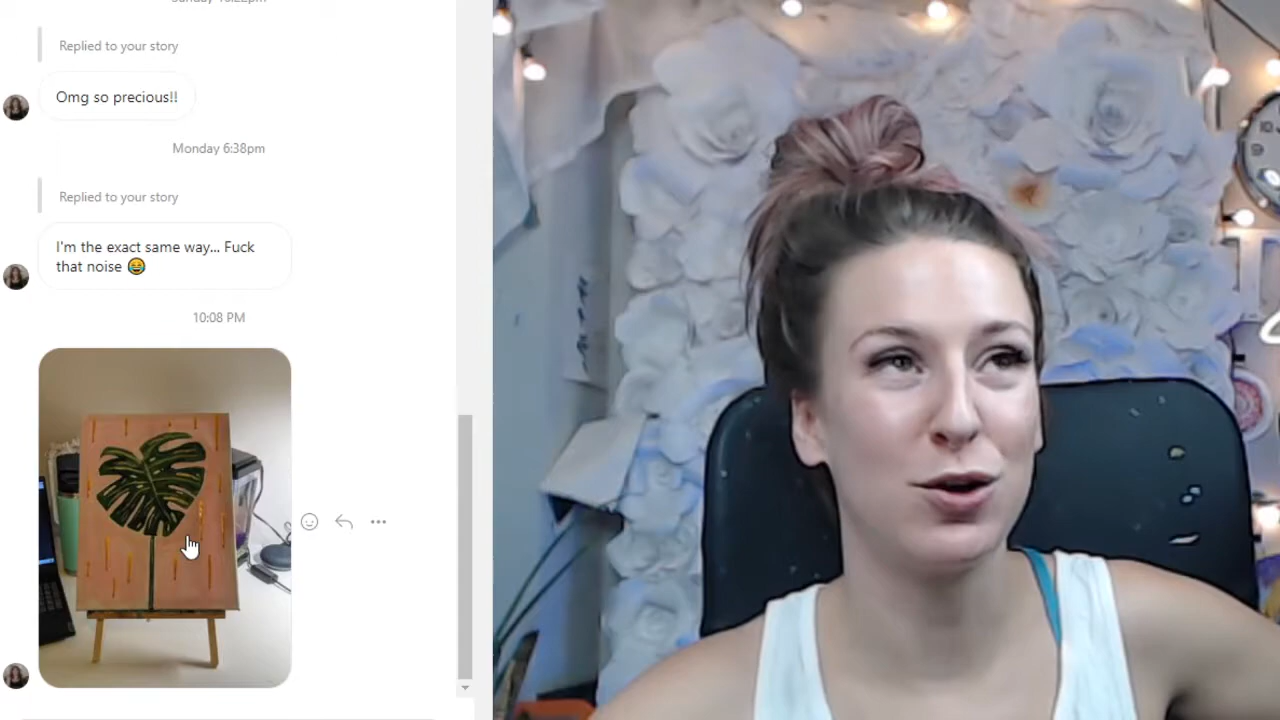 Replied to your story
Omg so precious!!
Monday 6:38pm
Replied to your story
I'm the exact same way... Fuck
that noise 😂
10:08 PM